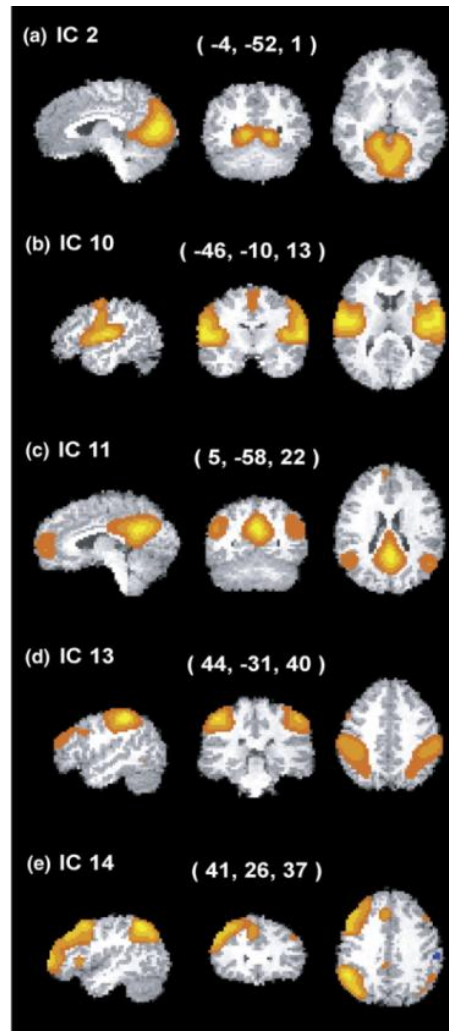 (a) IC 2
( -4, -52, 1 )
(b) IC 10
( -46, -10, 13 )
(c) IC 11
( 5, -58, 22 )
(d) IC 13
( 44, -31, 40 )
(e) IC 14
( 41, 26, 37 )